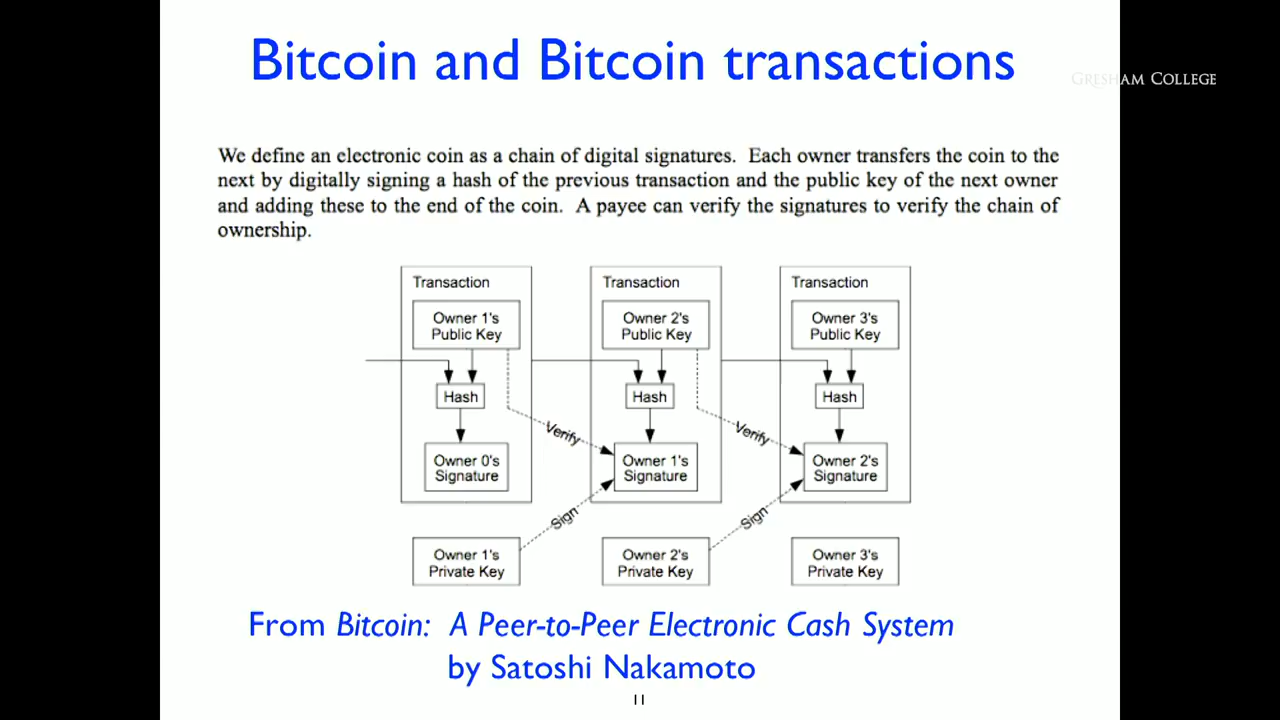 Bitcoin and Bitcoin transactions
GRESHAM COLLEGE
We define an electronic coin as a chain of digital signatures. Each owner transfers the coin to the
next by digitally signing a hash of the previous transaction and the public key of the next owner
and adding these to the end of the coin. A payee can verify the signatures to verify the chain of
ownership.
Transaction
Owner 1's
Public Key
Hash
Owner 0's
Signature
Transaction
Owner 2's
Public Key
Hash
Verify
Owner 1's
Signature
Transaction
Owner 3's
Public Key
Hash
Verify
Owner 2's
Signature
Sign
Sign
Owner 1's
Private Key
Owner 2's
Private Key
Owner 3's
Private Key
From Bitcoin: A Peer-to-Peer Electronic Cash System
by Satoshi Nakamoto
11